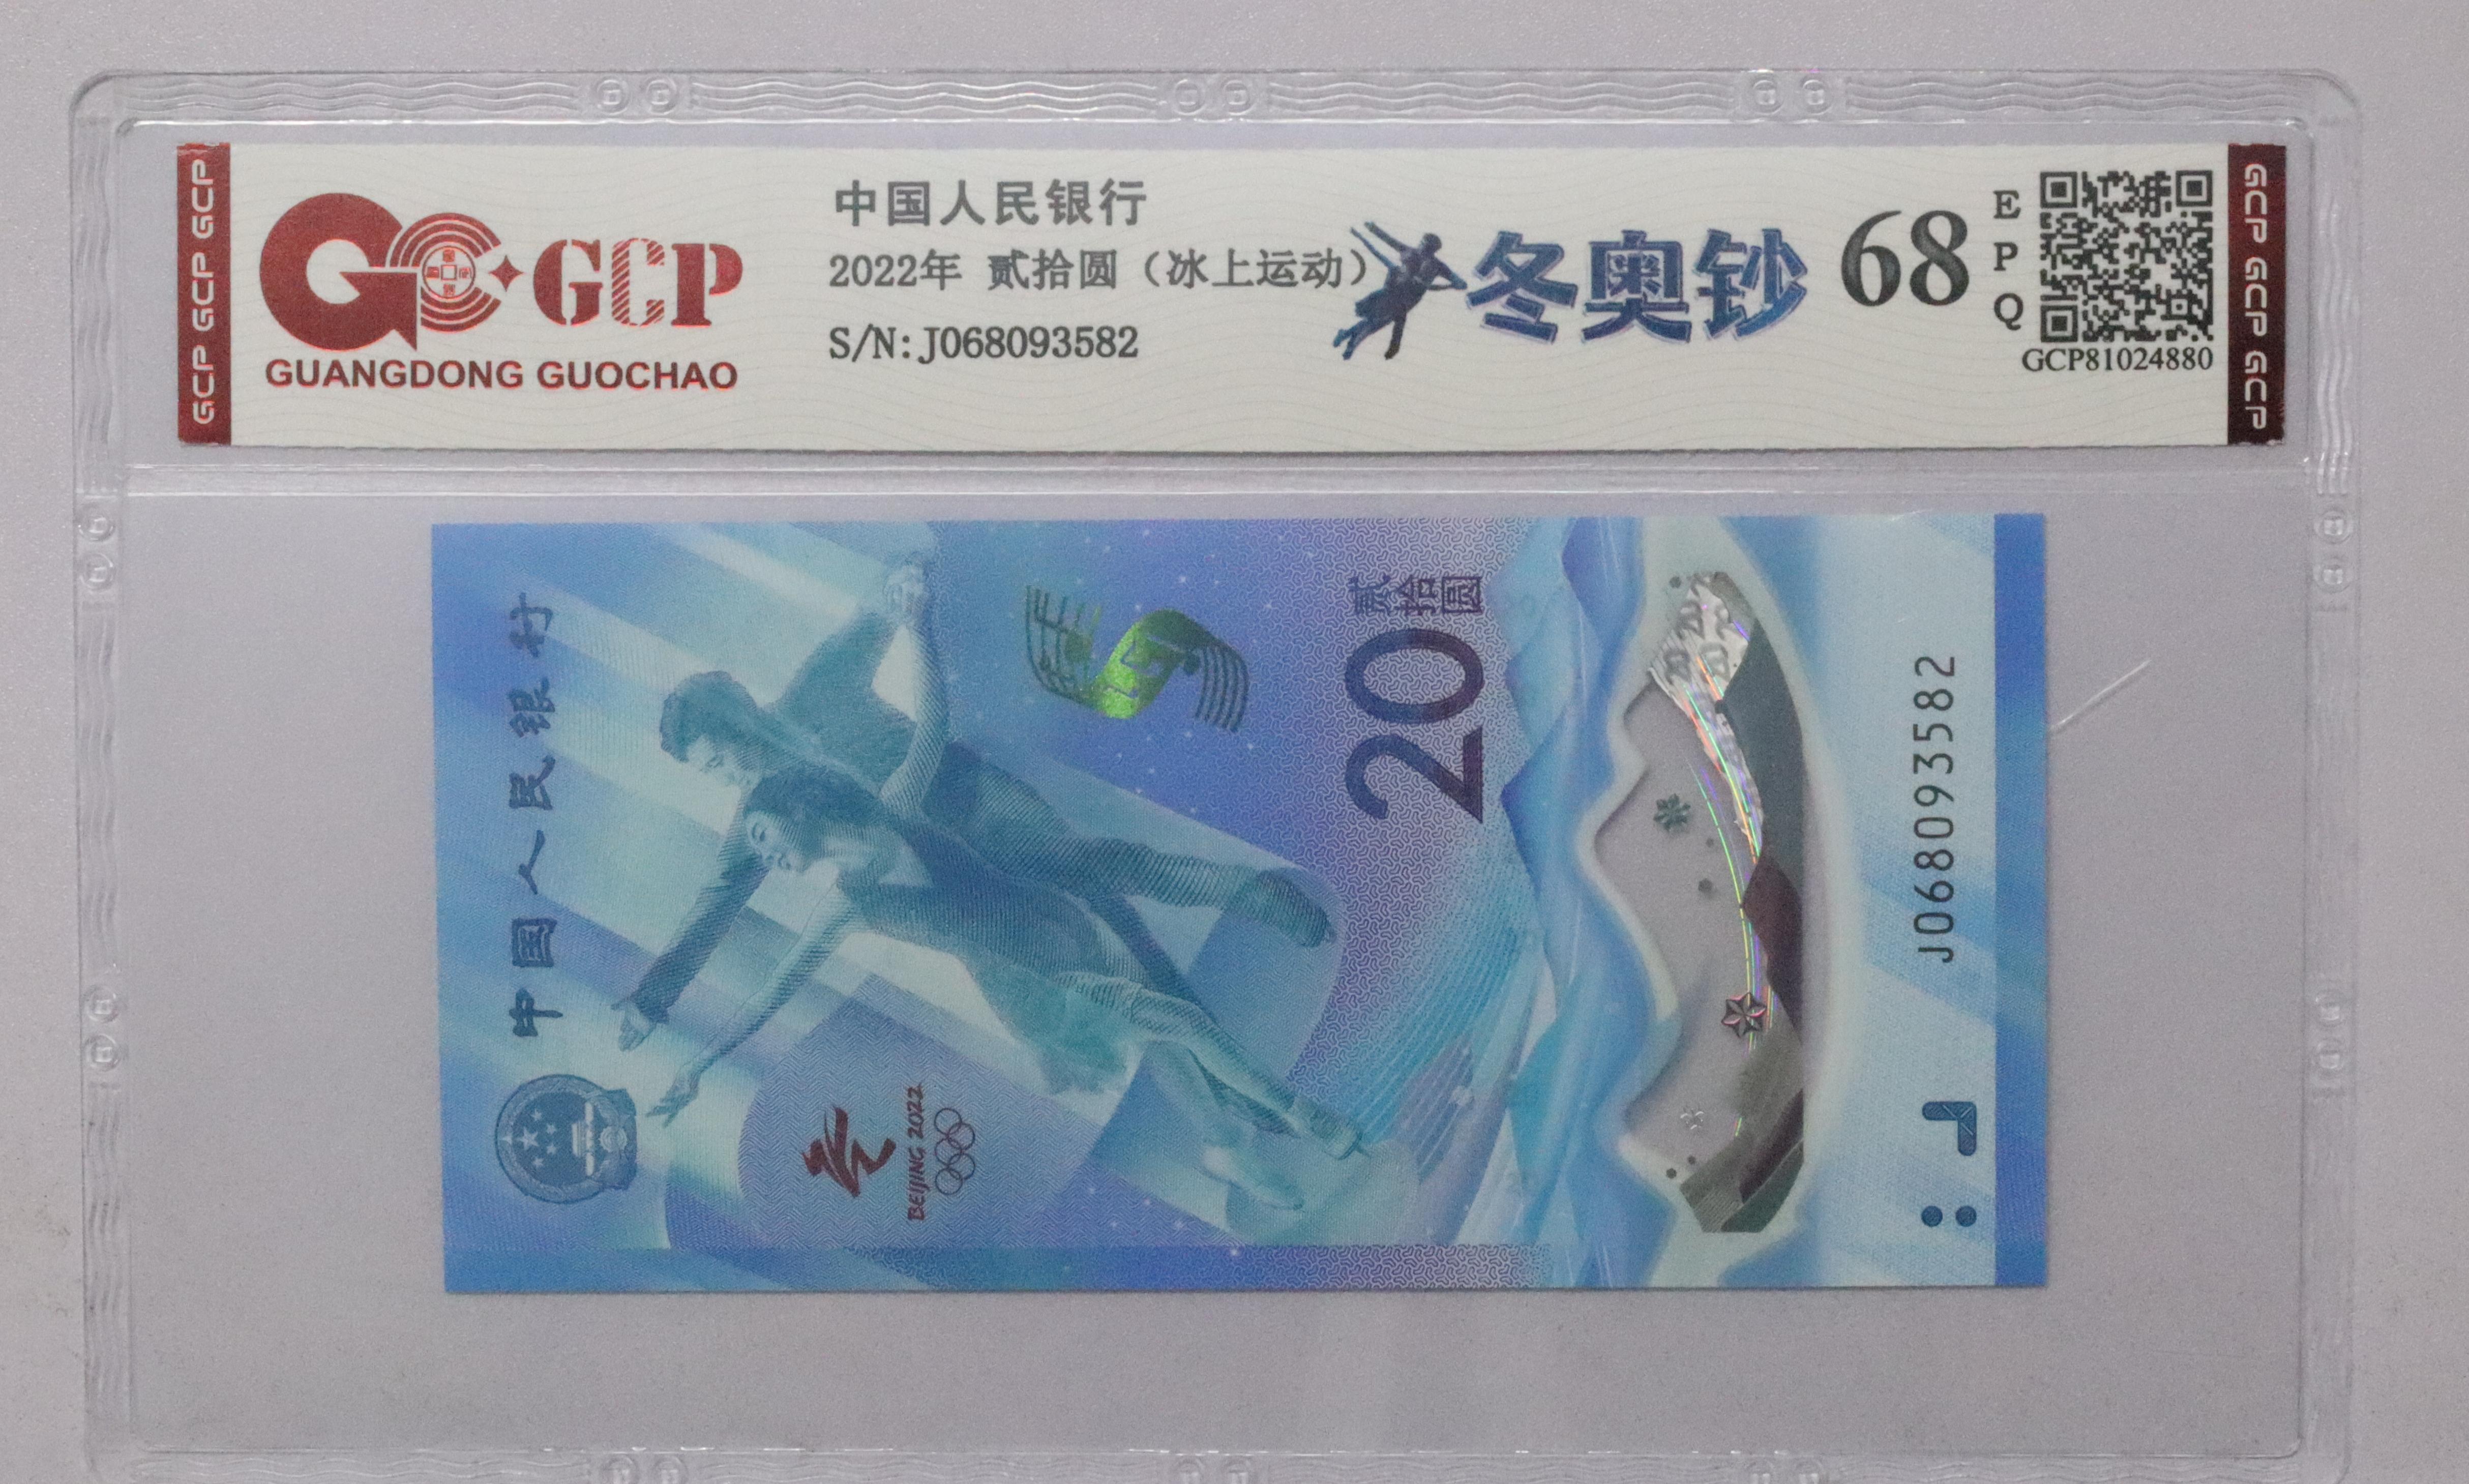 GCP GCP GCP
GCP
GUANGDONG GUOCHAO
中国人民银行
2022年 贰拾圆（冰上运动）
S/N:J068093582
冬奥钞
68
EPQ
GCP81024880
GCP GCP GCP
中国人民银行
BEIJING 2022
贰拾圆
20
J068093582